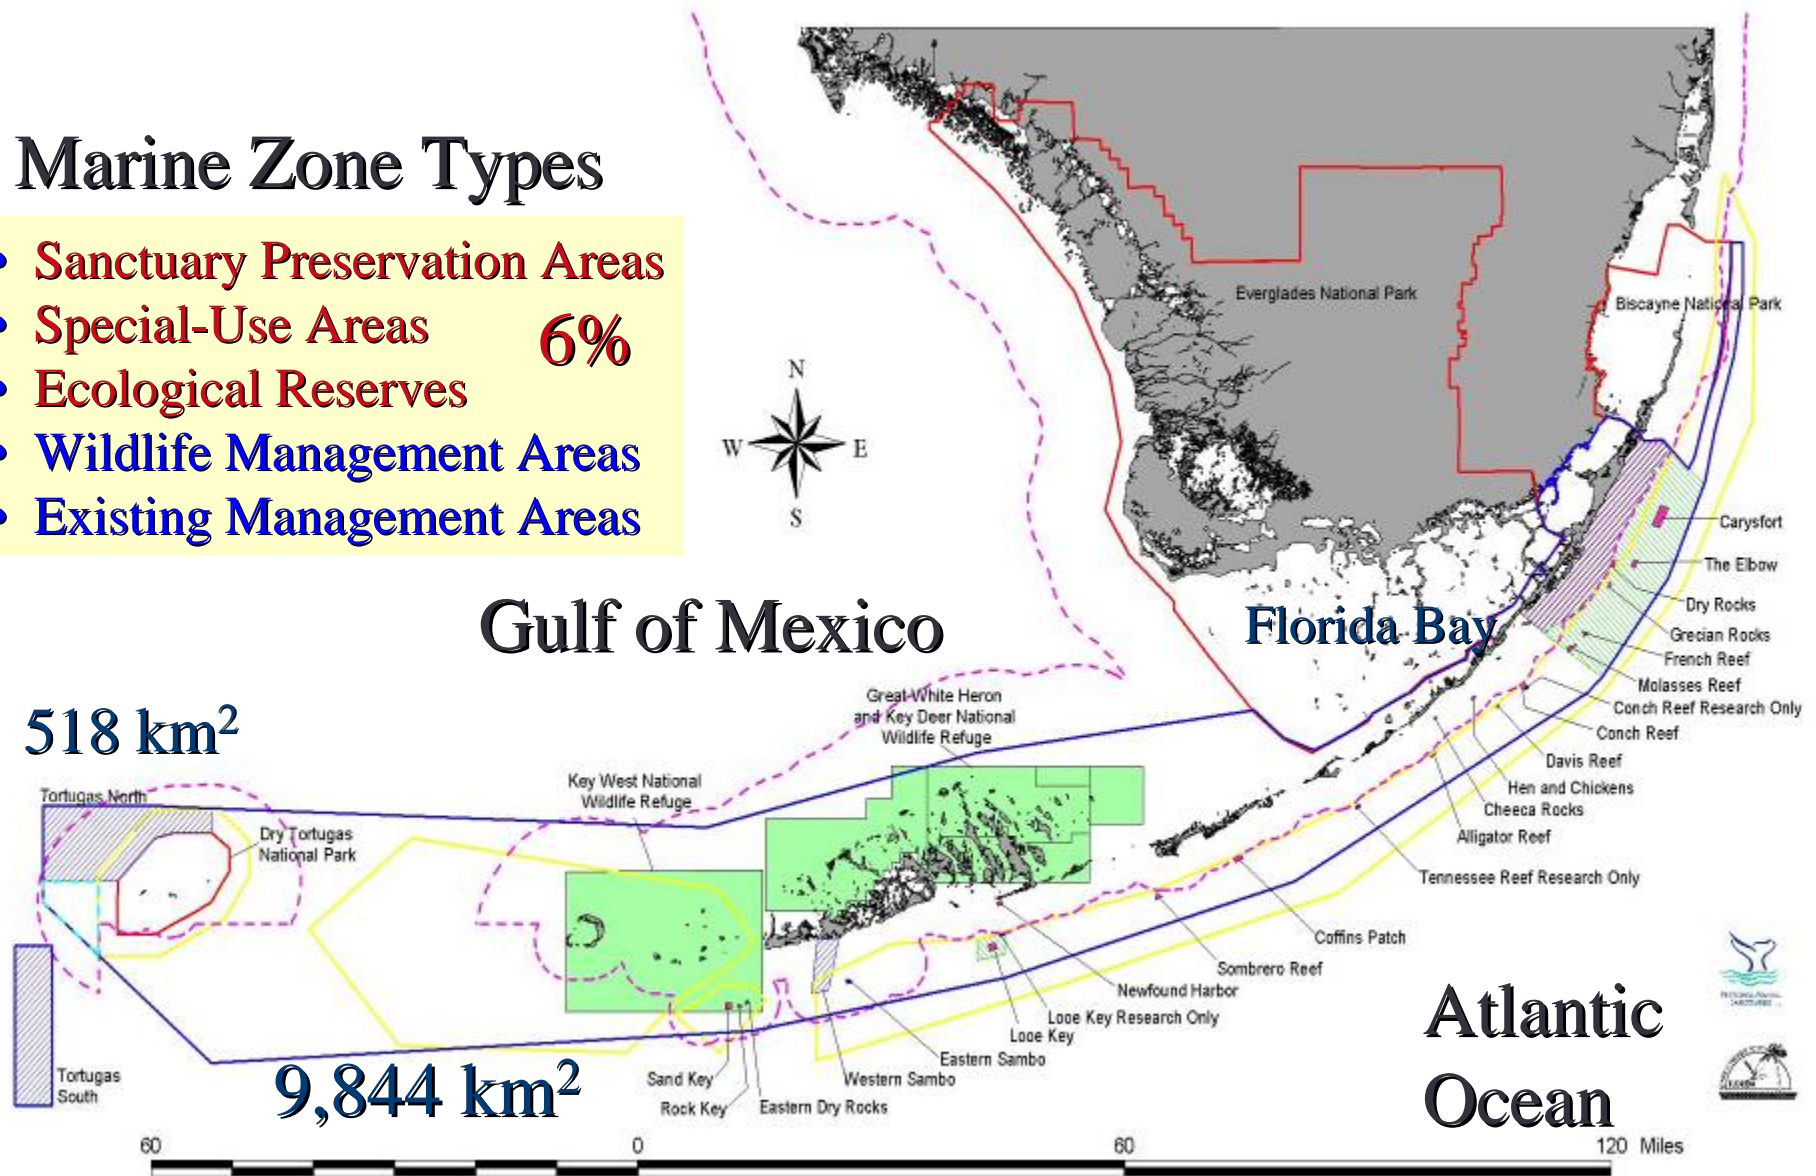 Marine Zone Types
• Sanctuary Preservation Areas
• Special-Use Areas
6%
• Ecological Reserves
• Wildlife Management Areas
• Existing Management Areas
N
W E
S
Everglades National Park
Biscayne National Park
Gulf of Mexico
Florida Bay
Carysfort
The Elbow
Dry Rocks
Grecian Rocks
French Reef
Molasses Reef
Conch Reef Research Only
Conch Reef
Davis Reef
Hen and Chickens
Cheeca Rocks
Alligator Reef
Tennessee Reef Research Only
Coffins Patch
Sombrero Reef
Newfound Harbor
Looe Key Research Only
Looe Key
Eastern Sambo
Western Sambo
Eastern Dry Rocks
Rock Key
Sand Key
Great White Heron
and Key Deer National
Wildlife Refuge
Key West National
Wildlife Refuge
518 km²
Tortugas North
Dry Tortugas
National Park
Tortugas
South
9,844 km²
Atlantic
Ocean
60 0 60 120 Miles